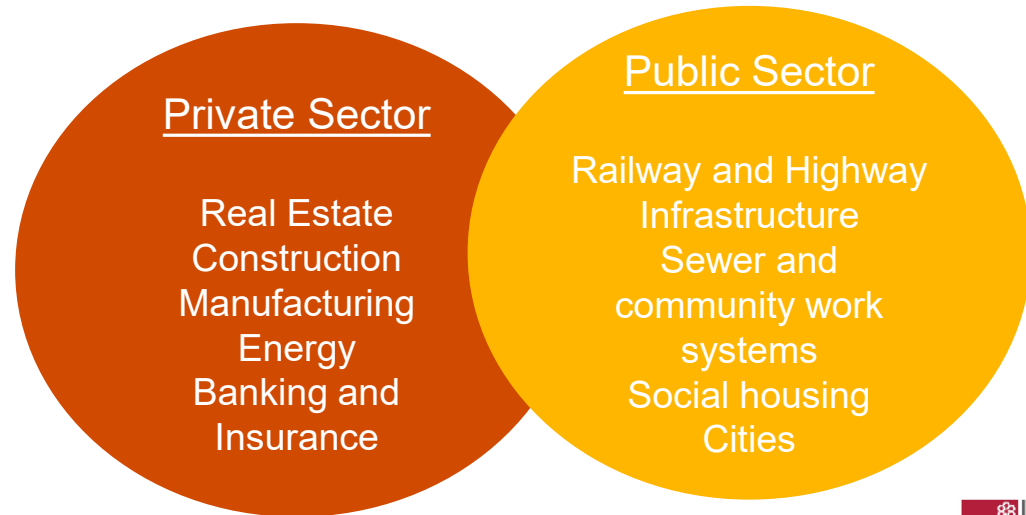 Private Sector
Real Estate
Construction
Manufacturing
Energy
Banking and
Insurance
Public Sector
Railway and Highway
Infrastructure
Sewer and
community work
systems
Social housing
Cities